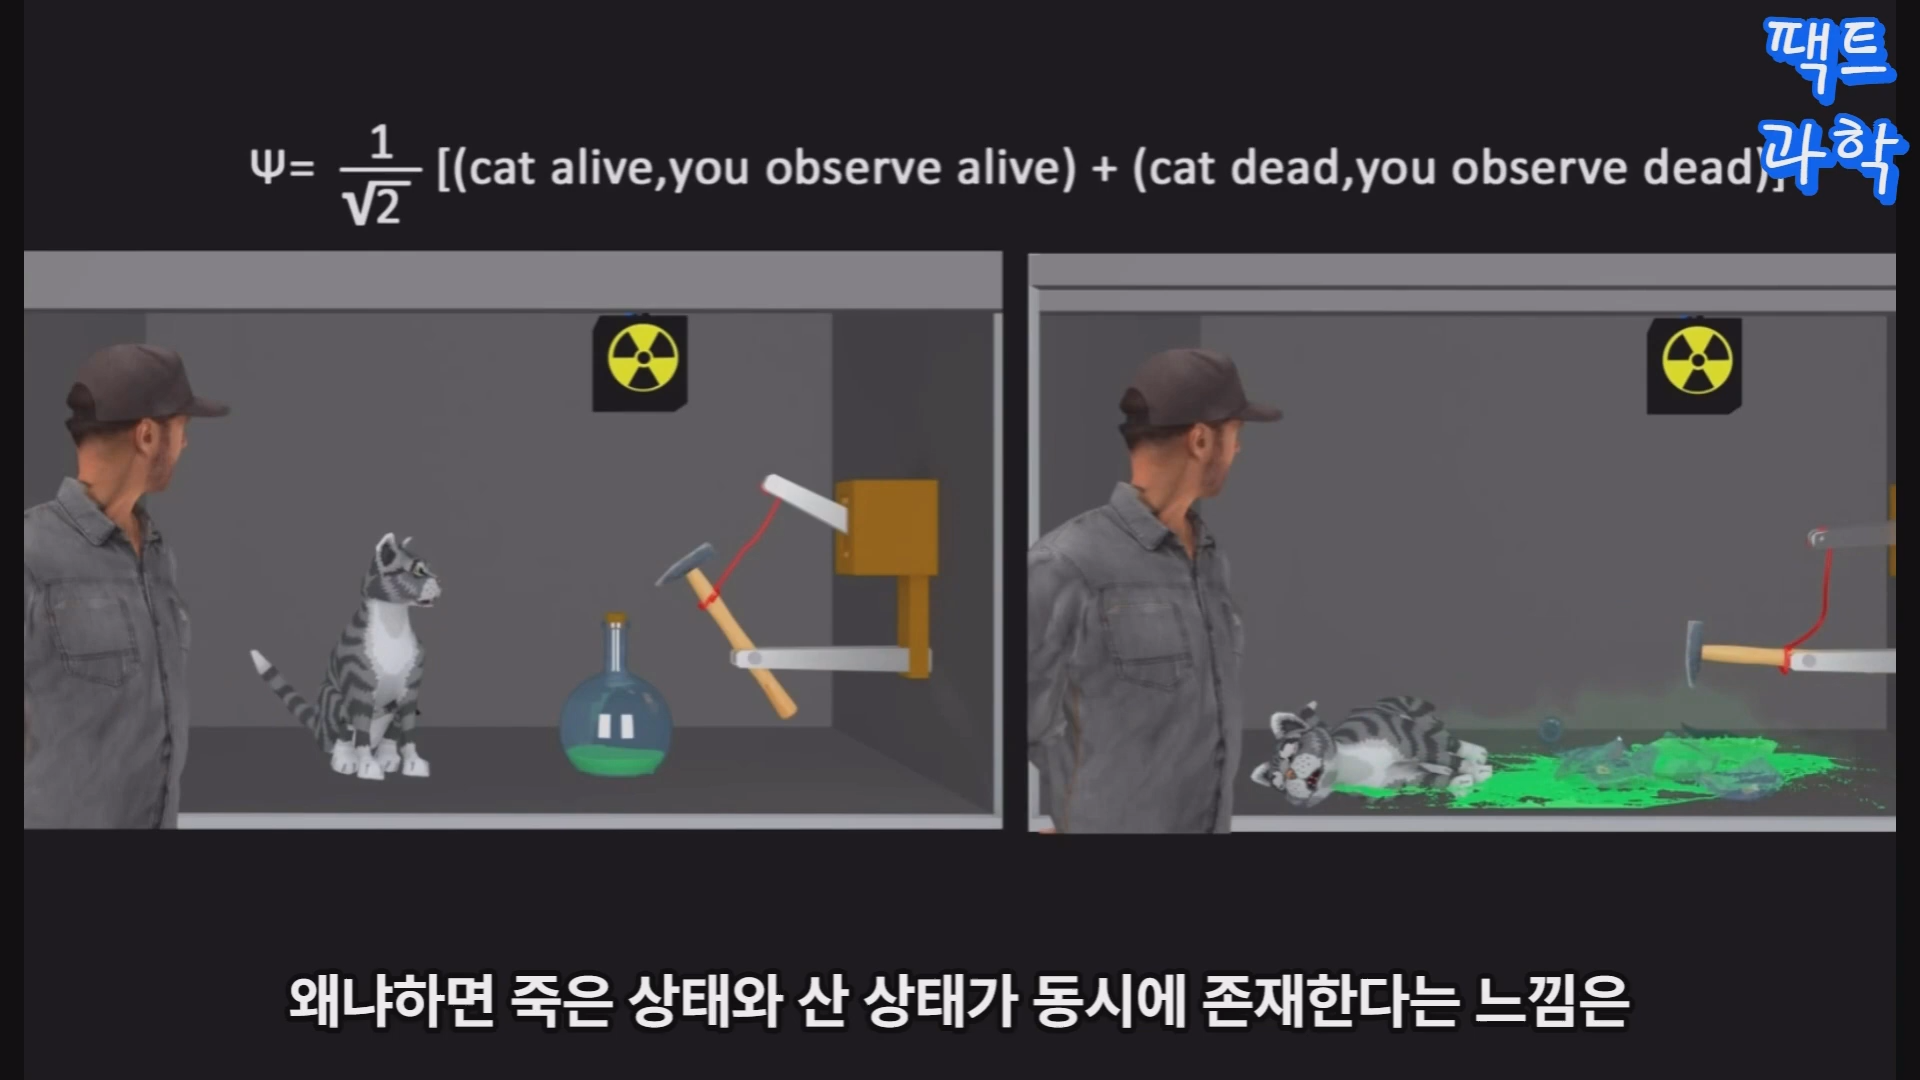 팩트
과학
Ψ= 1/√2 [(cat alive,you observe alive) + (cat dead,you observe dead)]
왜냐하면 죽은 상태와 산 상태가 동시에 존재한다는 느낌은